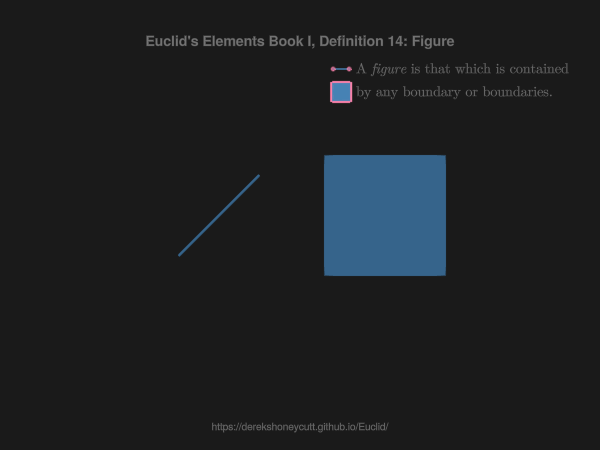 Euclid's Elements Book I, Definition 14: Figure
A figure is that which is contained
by any boundary or boundaries.
https://derekshoneycutt.github.io/Euclid/